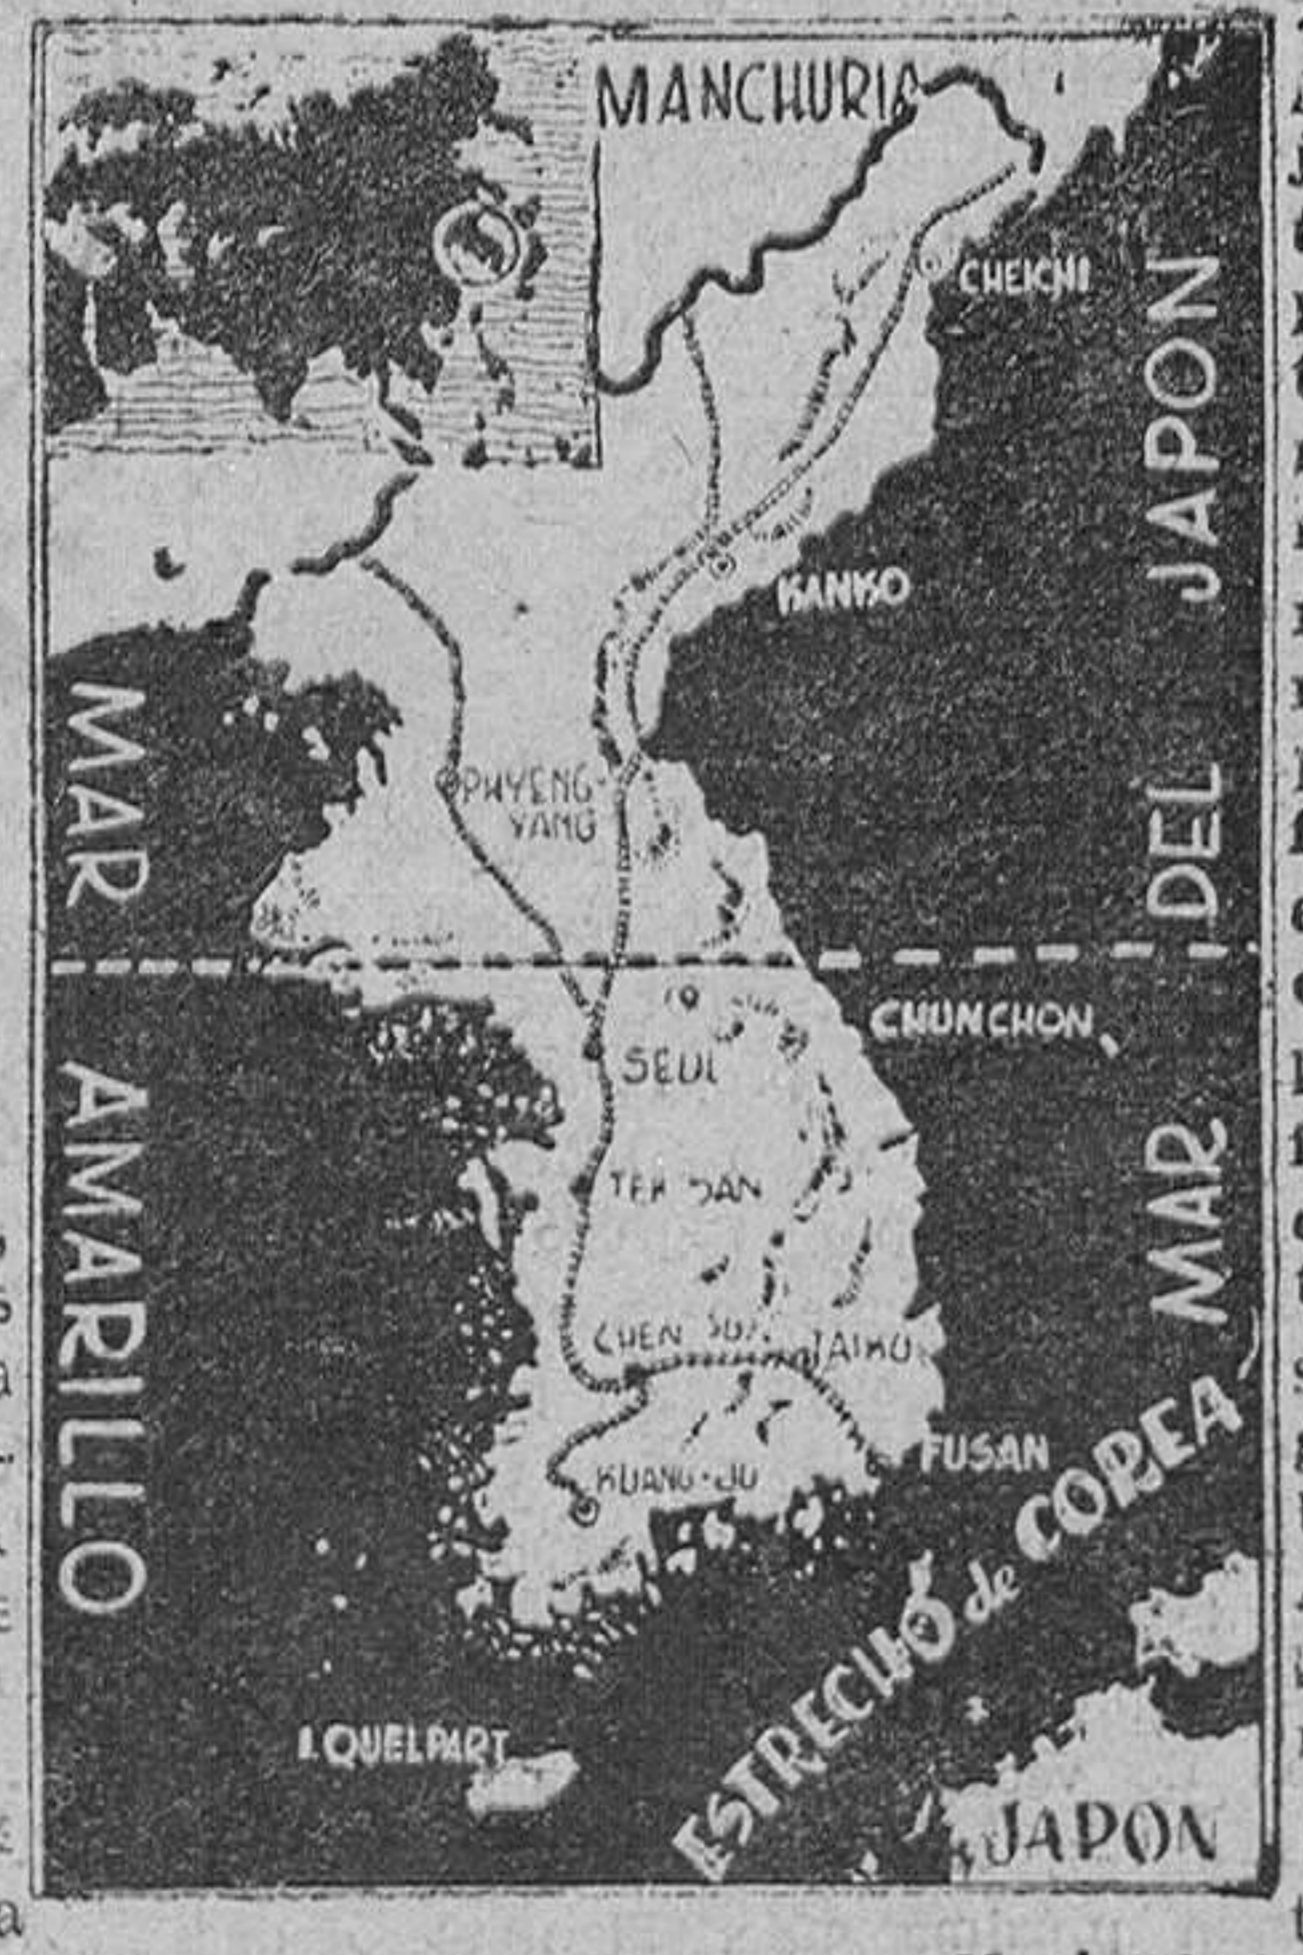 MANCHURIA
CHEICHI
KANKO
PHYENG-
YANG
MAR DEL JAPON
MAR AMARILLO
CHUNCHON
SEUL
TAIKU
FUSAN
KUANG-JU
ESTRECHO de COREA
I. QUELPART
JAPON